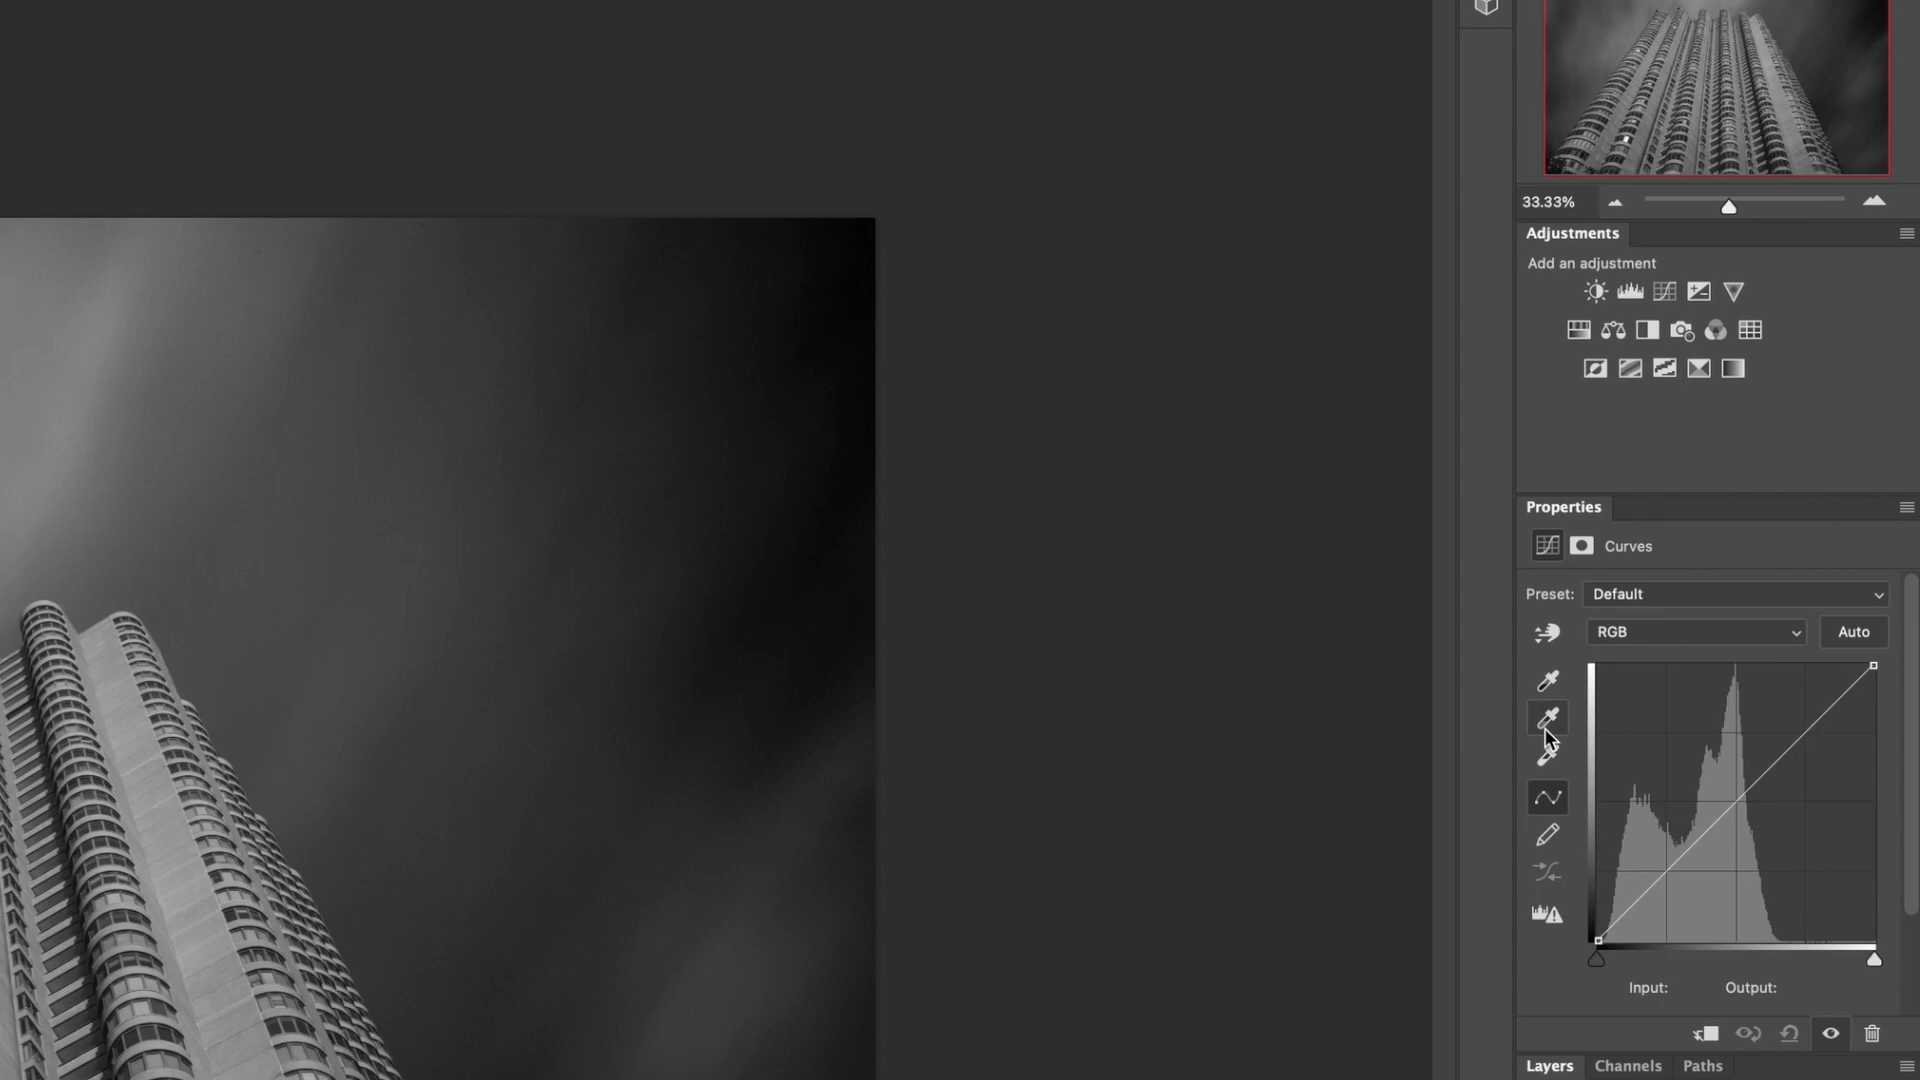 33.33%
Adjustments
Add an adjustment
Properties
Curves
Preset: Default
RGB Auto
Input: Output:
Layers Channels Paths